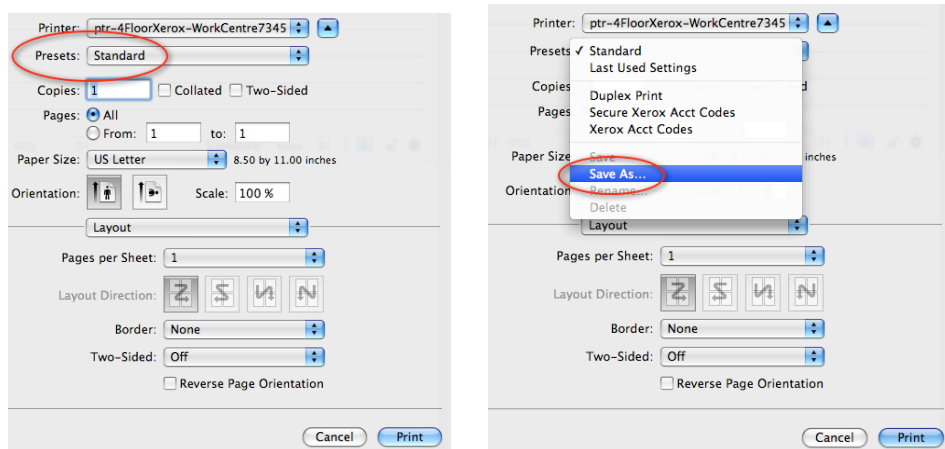 Printer: ptr-4FloorXerox-WorkCentre7345
Presets: Standard
Copies: 1 Collated Two-Sided
Pages: All
From: 1 to: 1
Paper Size: US Letter 8.50 by 11.00 inches
Orientation: Scale: 100 %
Layout
Pages per Sheet: 1
Layout Direction:
Border: None
Two-Sided: Off
Reverse Page Orientation
Cancel Print
Printer: ptr-4FloorXerox-WorkCentre7345
Presets ✓ Standard
Last Used Settings
Copies
Duplex Print
Pages Secure Xerox Acct Codes
Xerox Acct Codes
Paper Size Save inches
Save As...
Orientation Rename...
Delete
Layout
Pages per Sheet: 1
Layout Direction:
Border: None
Two-Sided: Off
Reverse Page Orientation
Cancel Print